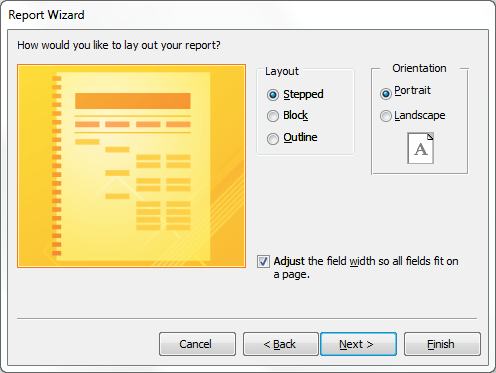 Report Wizard
How would you like to lay out your report?
Layout
Stepped
Block
Outline
Orientation
Portrait
Landscape
A
Adjust the field width so all fields fit on
a page.
Cancel
< Back
Next >
Finish